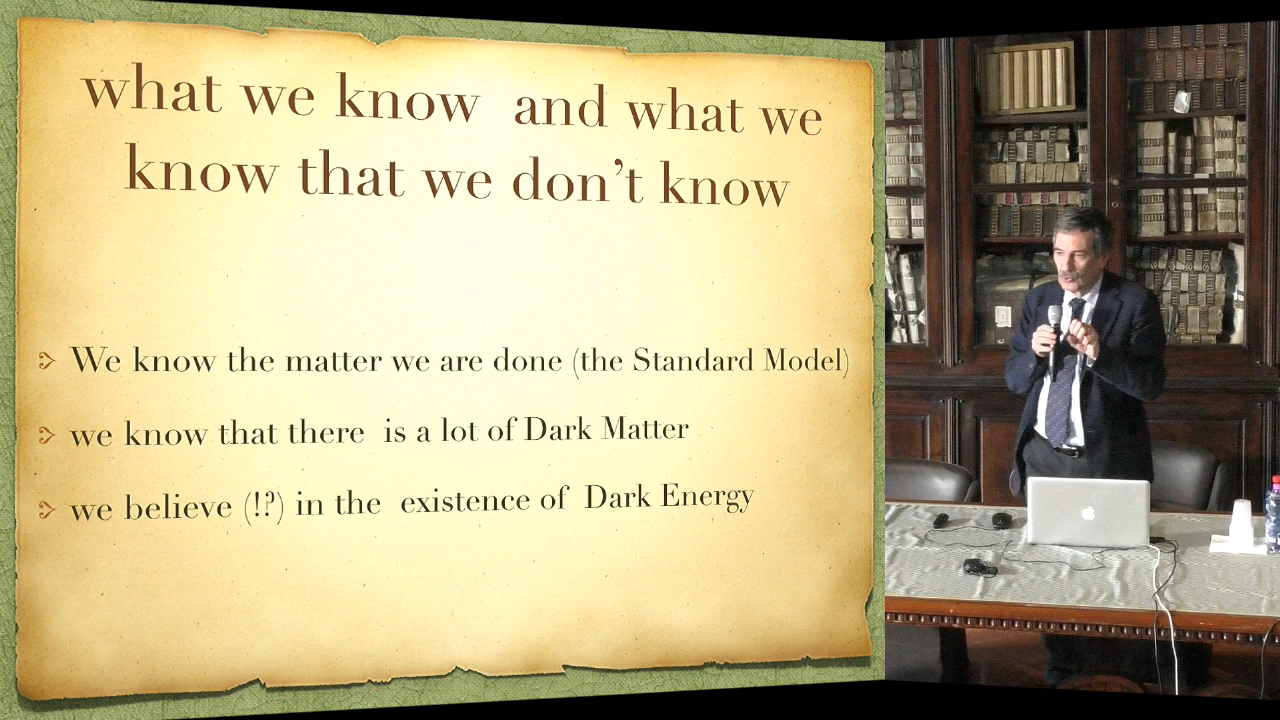 what we know and what we
know that we don't know
We know the matter we are done (the Standard Model)
we know that there is a lot of Dark Matter
we believe (!?) in the existence of Dark Energy